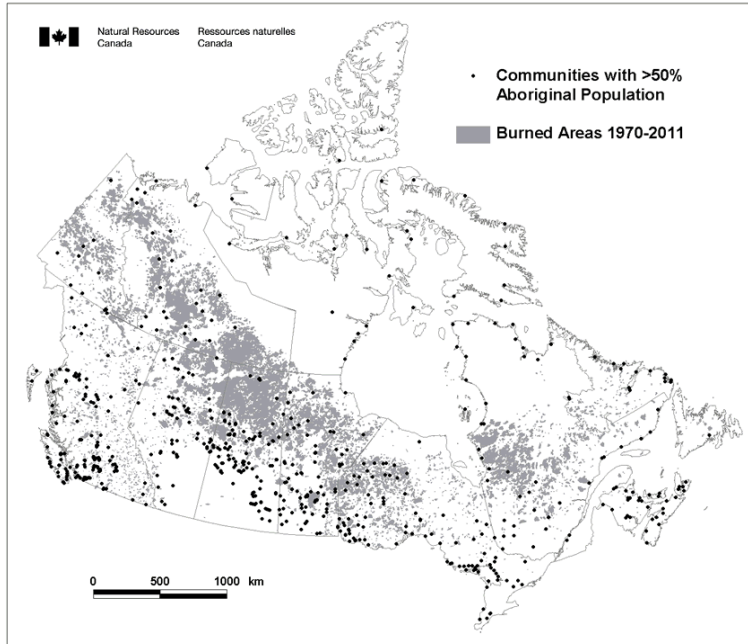 Natural Resources
Canada
Ressources naturelles
Canada
Communities with >50%
Aboriginal Population
Burned Areas 1970-2011
0 500 1000 km